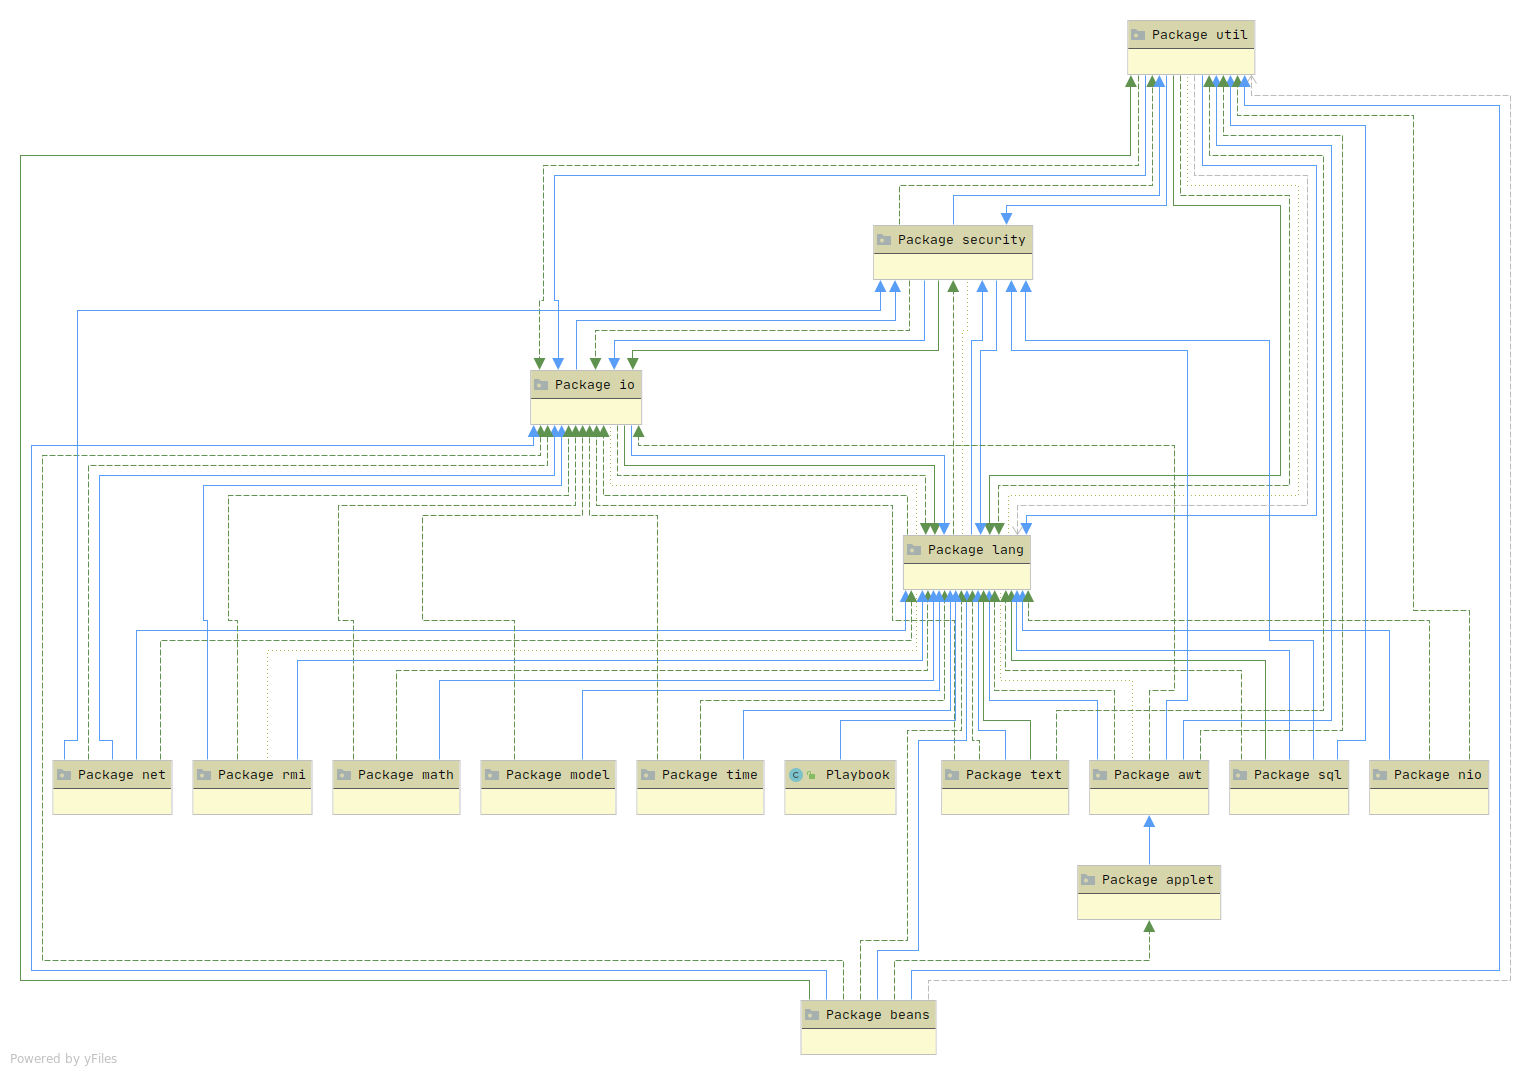 Package util
Package security
Package io
Package lang
Package net
Package rmi
Package math
Package model
Package time
C Playbook
Package text
Package awt
Package sql
Package nio
Package applet
Package beans
Powered by yFiles